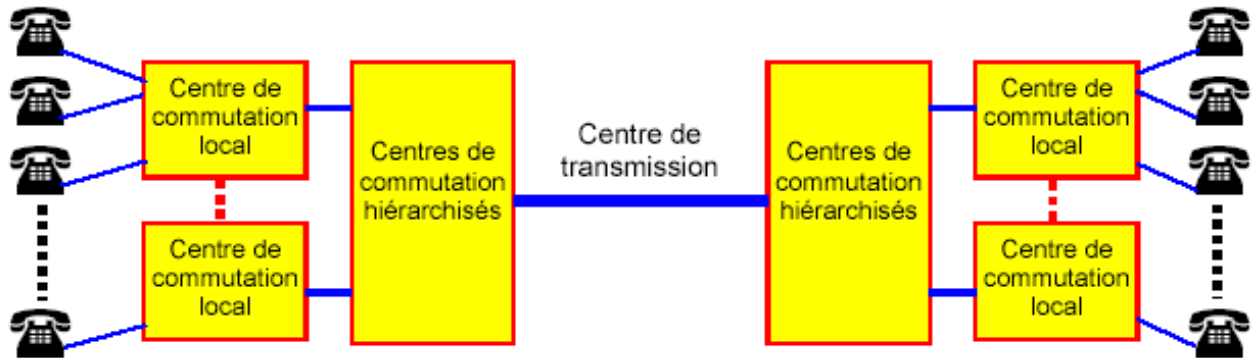 Centre de
commutation
local
Centre de
commutation
local
Centres de
commutation
hiérarchisés
Centre de
transmission
Centres de
commutation
hiérarchisés
Centre de
commutation
local
Centre de
commutation
local